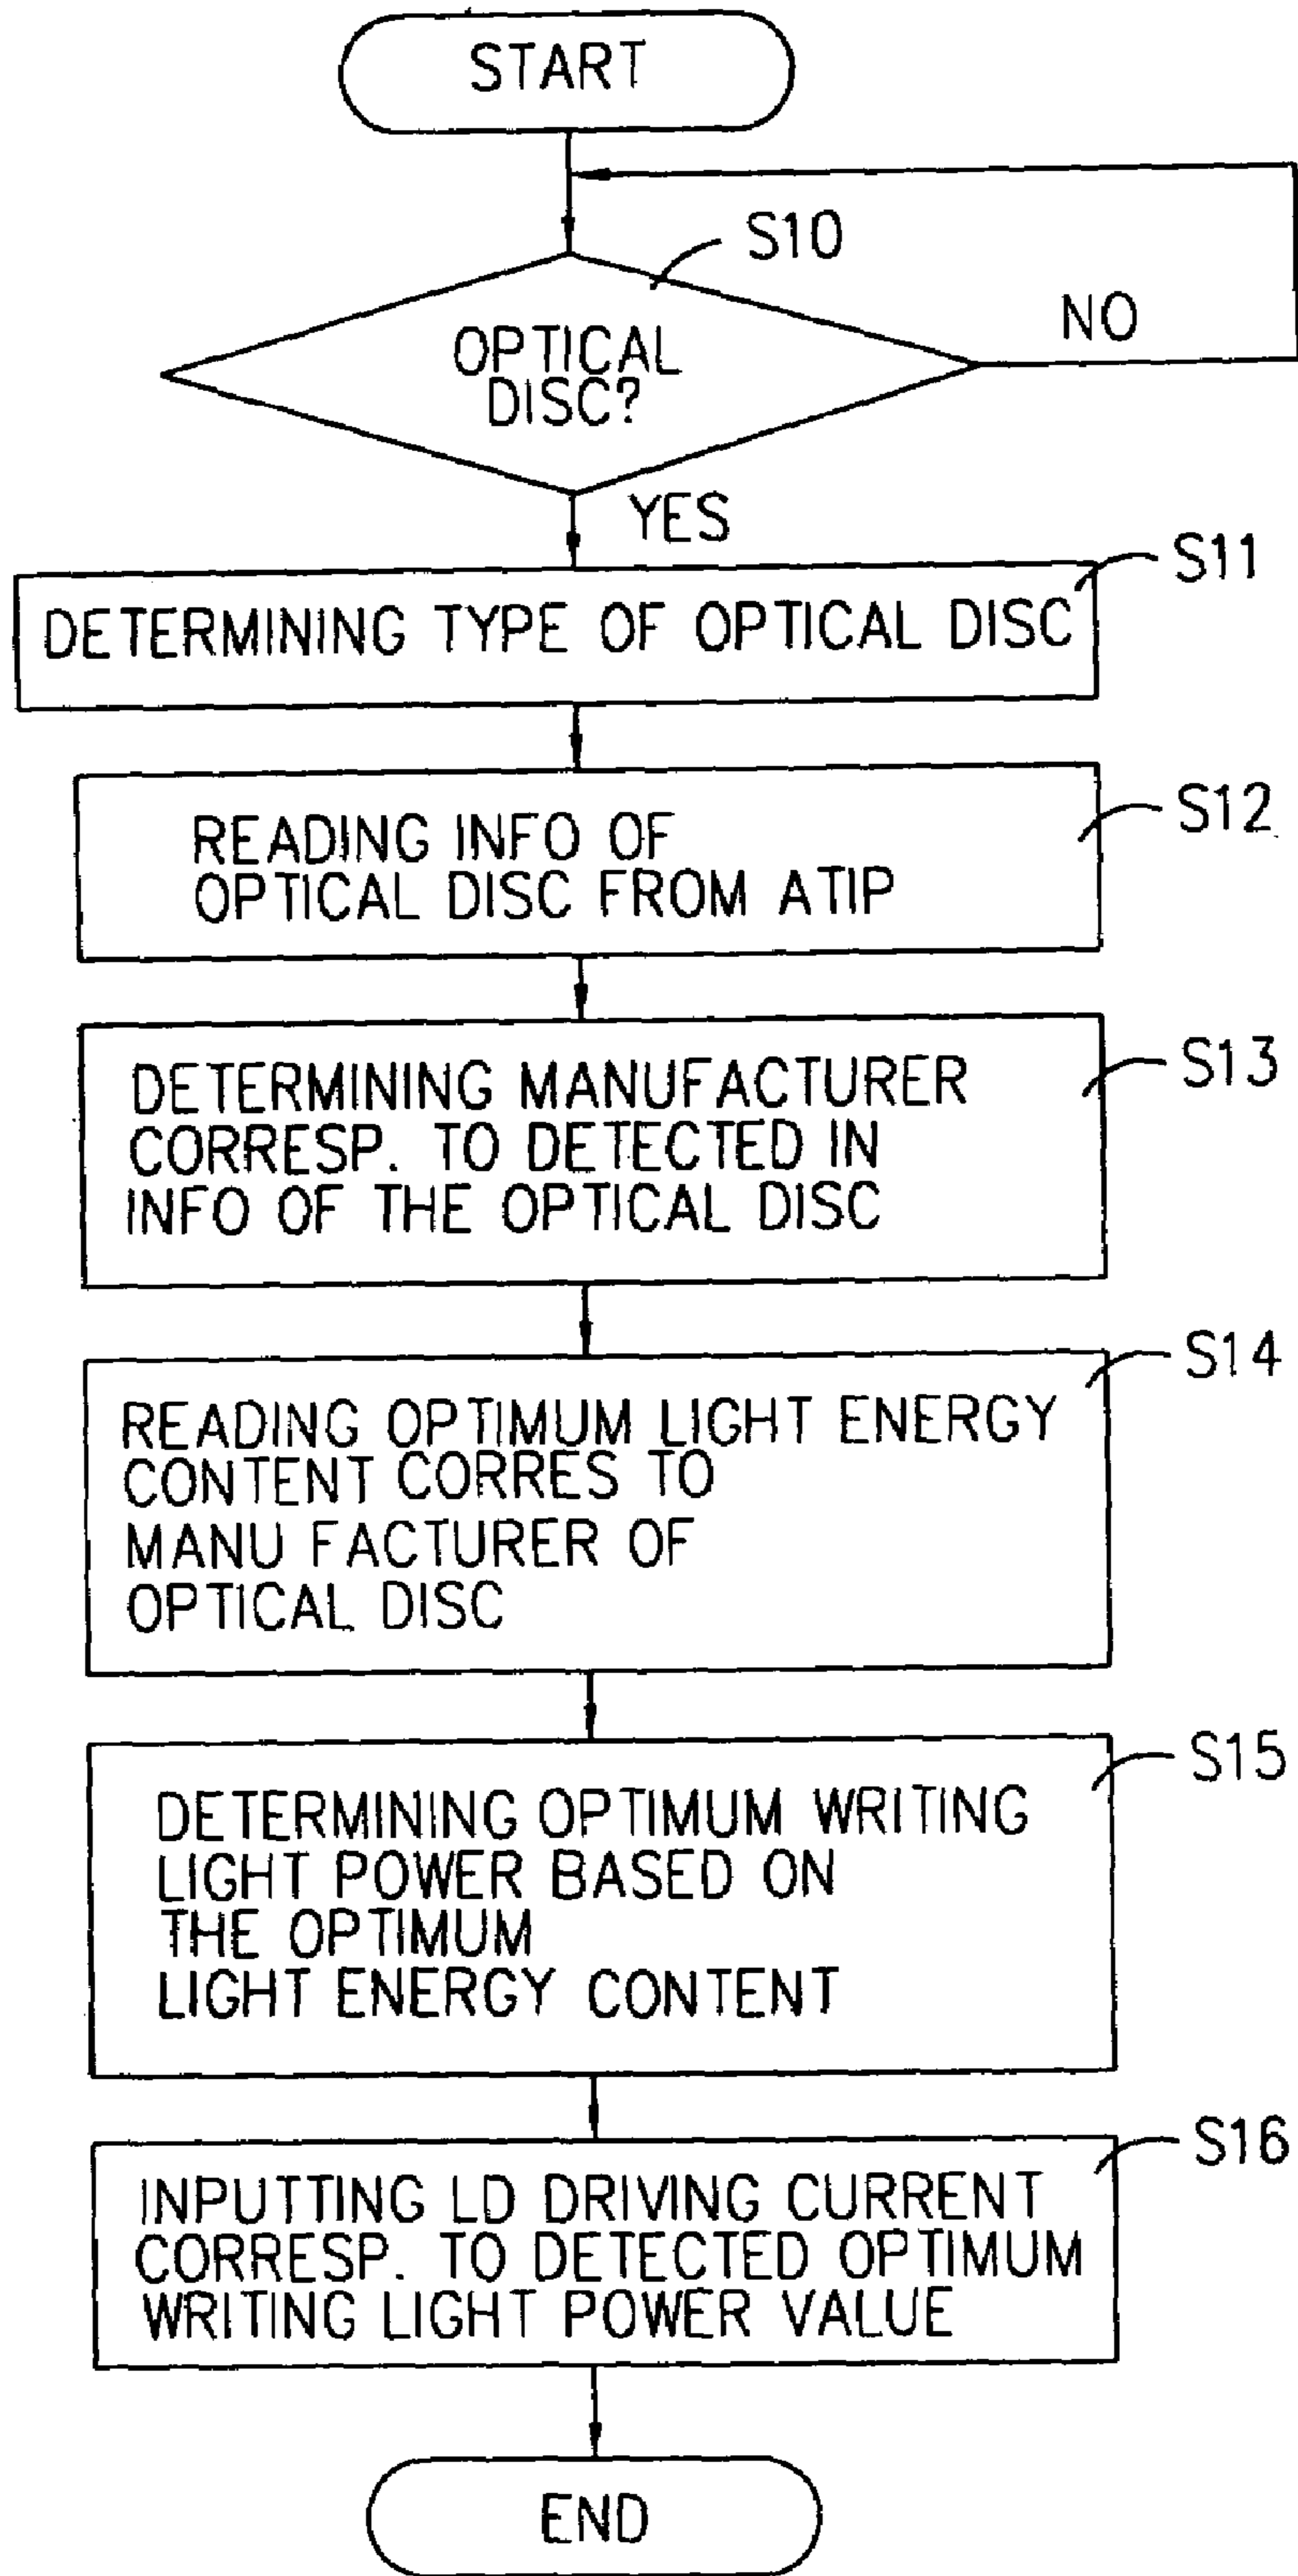 START
S10
OPTICAL
DISC?
NO
YES
S11
DETERMINING TYPE OF OPTICAL DISC
S12
READING INFO OF
OPTICAL DISC FROM ATIP
S13
DETERMINING MANUFACTURER
CORRESP. TO DETECTED IN
INFO OF THE OPTICAL DISC
S14
READING OPTIMUM LIGHT ENERGY
CONTENT CORRES TO
MANU FACTURER OF
OPTICAL DISC
S15
DETERMINING OPTIMUM WRITING
LIGHT POWER BASED ON
THE OPTIMUM
LIGHT ENERGY CONTENT
S16
INPUTTING LD DRIVING CURRENT
CORRESP. TO DETECTED OPTIMUM
WRITING LIGHT POWER VALUE
END